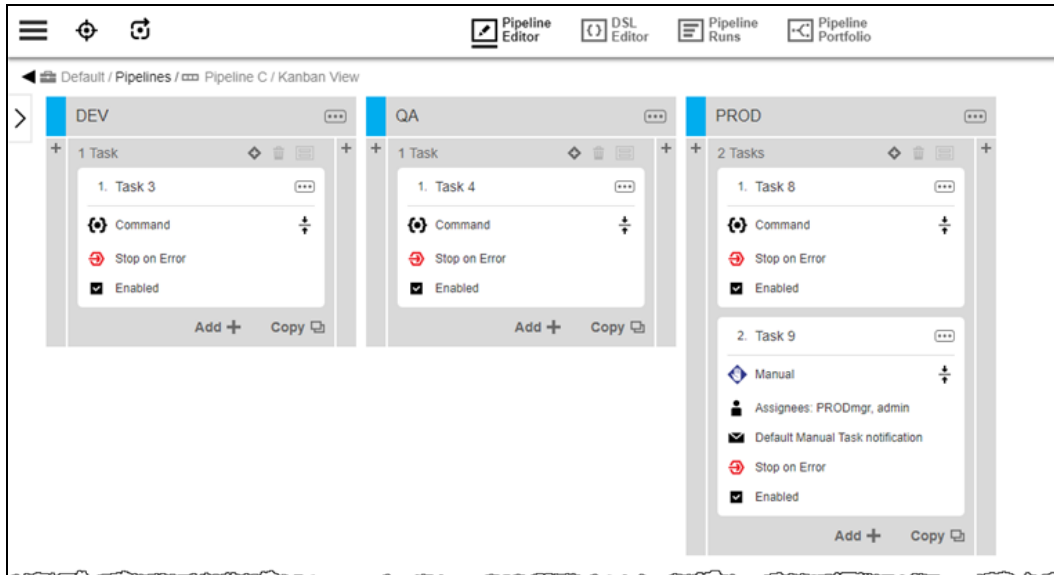 Pipeline Editor
DSL Editor
Pipeline Runs
Pipeline Portfolio
Default / Pipelines / Pipeline C / Kanban View
DEV
1 Task
1. Task 3
Command
Stop on Error
Enabled
Add
Copy
QA
1 Task
1. Task 4
Command
Stop on Error
Enabled
Add
Copy
PROD
2 Tasks
1. Task 8
Command
Stop on Error
Enabled
2. Task 9
Manual
Assignees: PRODmgr, admin
Default Manual Task notification
Stop on Error
Enabled
Add
Copy